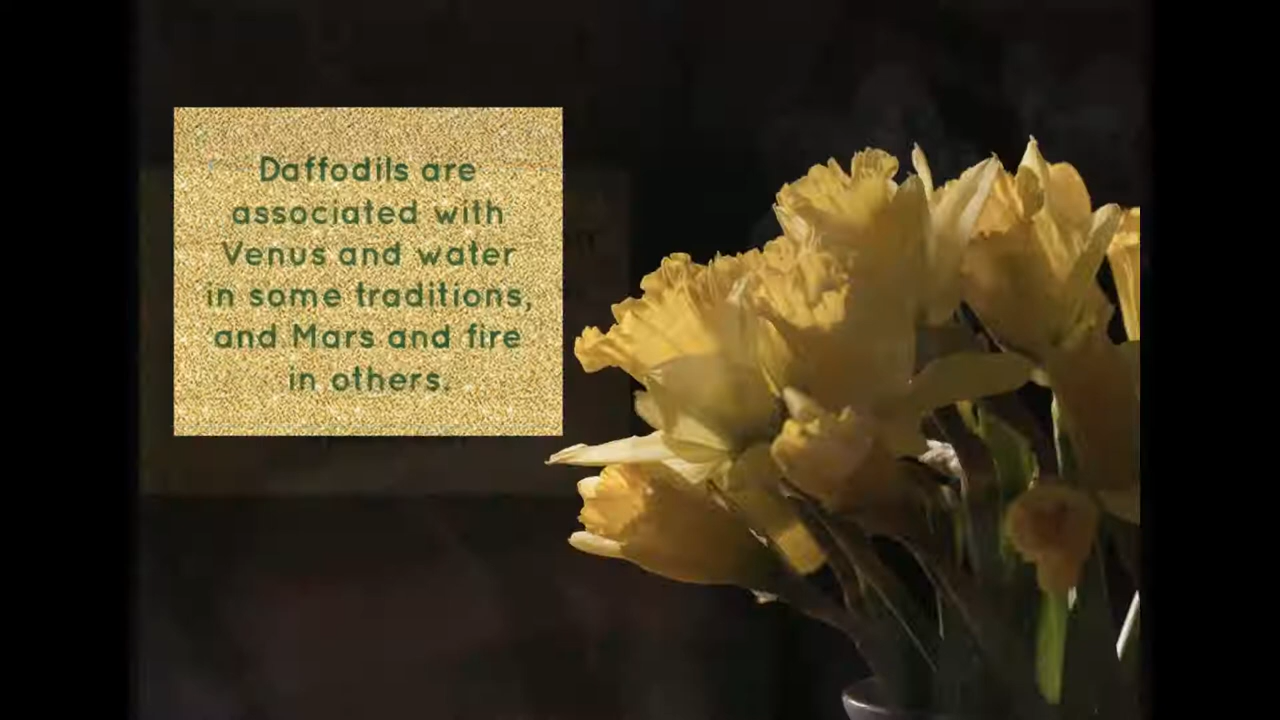 Daffodils are
associated with
Venus and water
in some traditions,
and Mars and fire
in others.